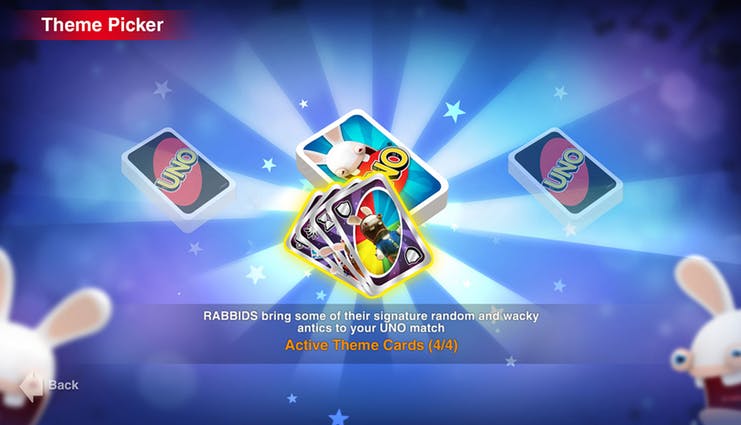 Theme Picker
UNO
UNO
UNO
RABBIDS bring some of their signature random and wacky
antics to your UNO match
Active Theme Cards (4/4)
Back